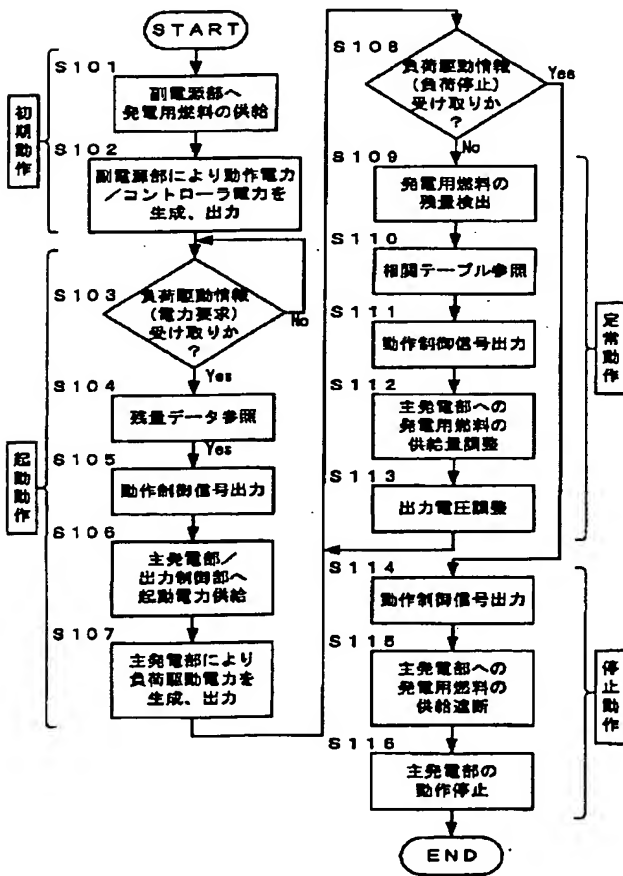 START
S101
副電源部へ
発電用燃料の供給
S102
副電源部により動作電力
/コントローラ電力を
生成、出力
初期動作
S103
負荷駆動情報
(電力要求)
受け取りか
?
No
Yes
S104
残量データ参照
Yes
S105
動作制御信号出力
S106
主発電部/
出力制御部へ
起動電力供給
S107
主発電部により
負荷駆動電力を
生成、出力
起動動作
S108
負荷駆動情報
(負荷停止)
受け取りか
?
Yes
No
S109
発電用燃料の
残量検出
S110
相関テーブル参照
S111
動作制御信号出力
S112
主発電部への
発電用燃料の
供給量調整
S113
出力電圧調整
定常動作
S114
動作制御信号出力
S115
主発電部への
発電用燃料の
供給遮断
S116
主発電部の
動作停止
停止動作
END